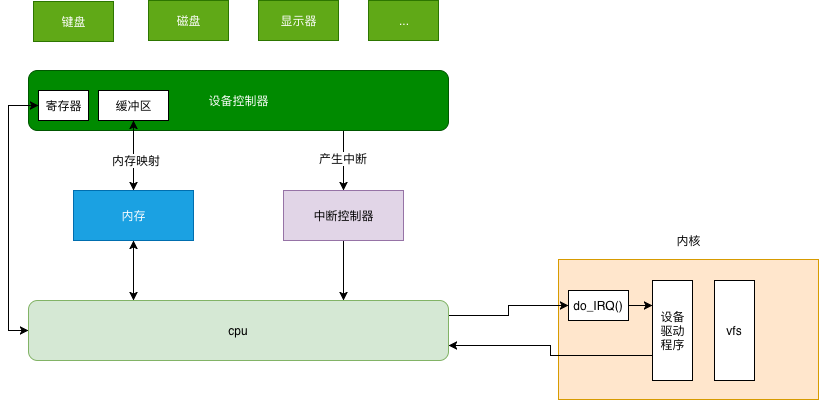 键盘
磁盘
显示器
...
设备控制器
寄存器
缓冲区
内存映射
产生中断
内存
中断控制器
内核
cpu
do_IRQ()
设备
驱动
程序
vfs